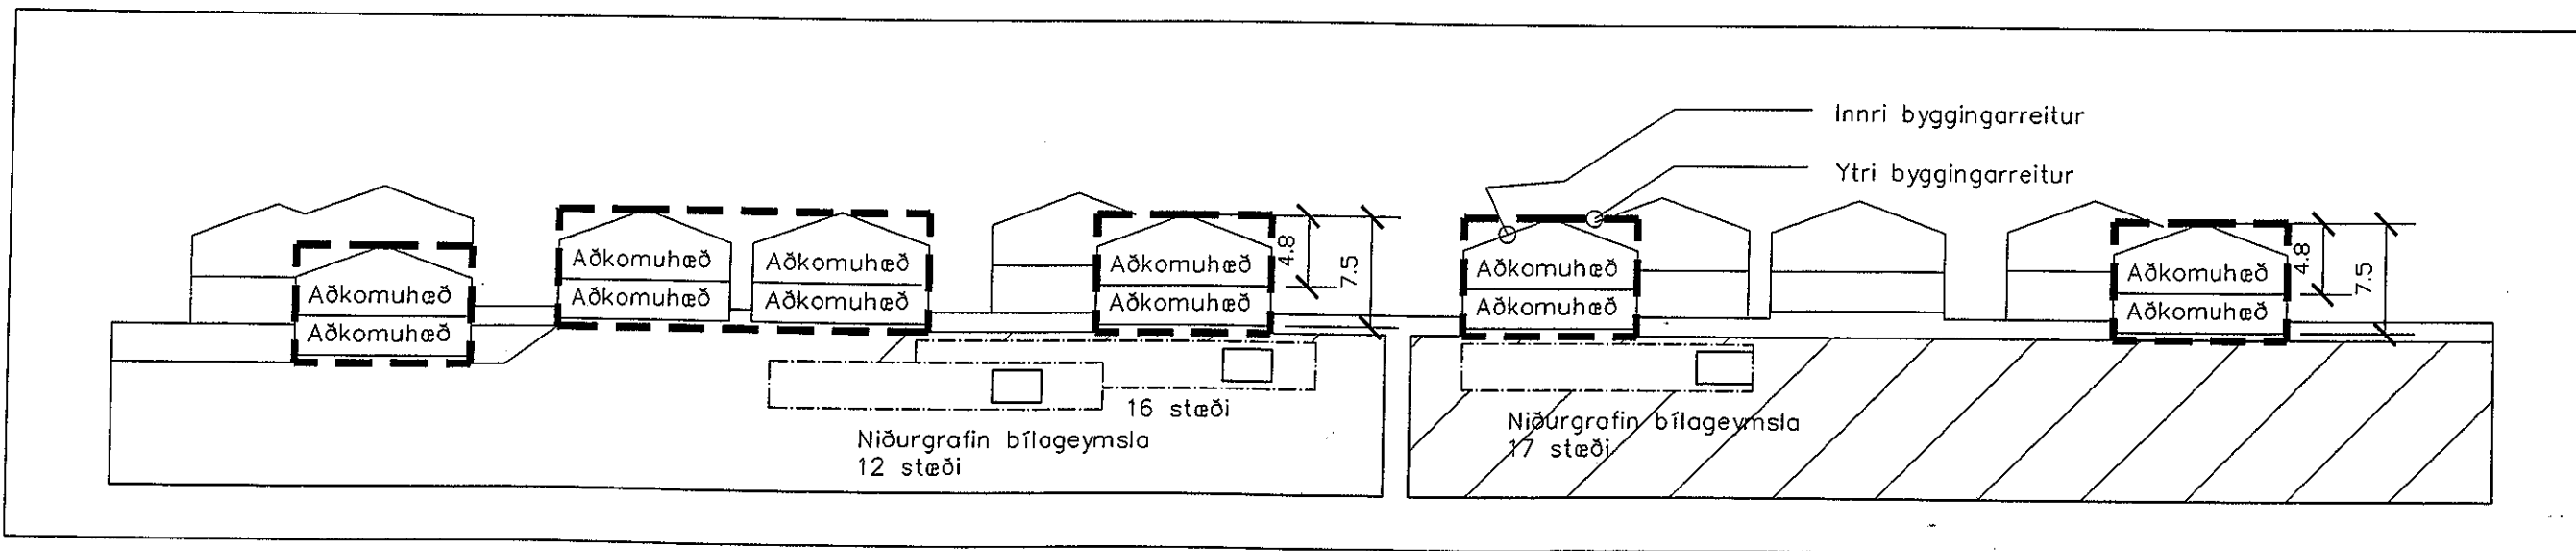 Innri byggingarreitur
Ytri byggingarreitur
Aðkomuhæð
Aðkomuhæð
Aðkomuhæð
Aðkomuhæð
Aðkomuhæð
Aðkomuhæð
Aðkomuhæð
Aðkomuhæð
4.8
7.5
Aðkomuhæð
Aðkomuhæð
Aðkomuhæð
Aðkomuhæð
4.8
7.5
16 stæði
Niðurgrafin bílageymsla
12 stæði
Niðurgrafin bílageymsla
17 stæði